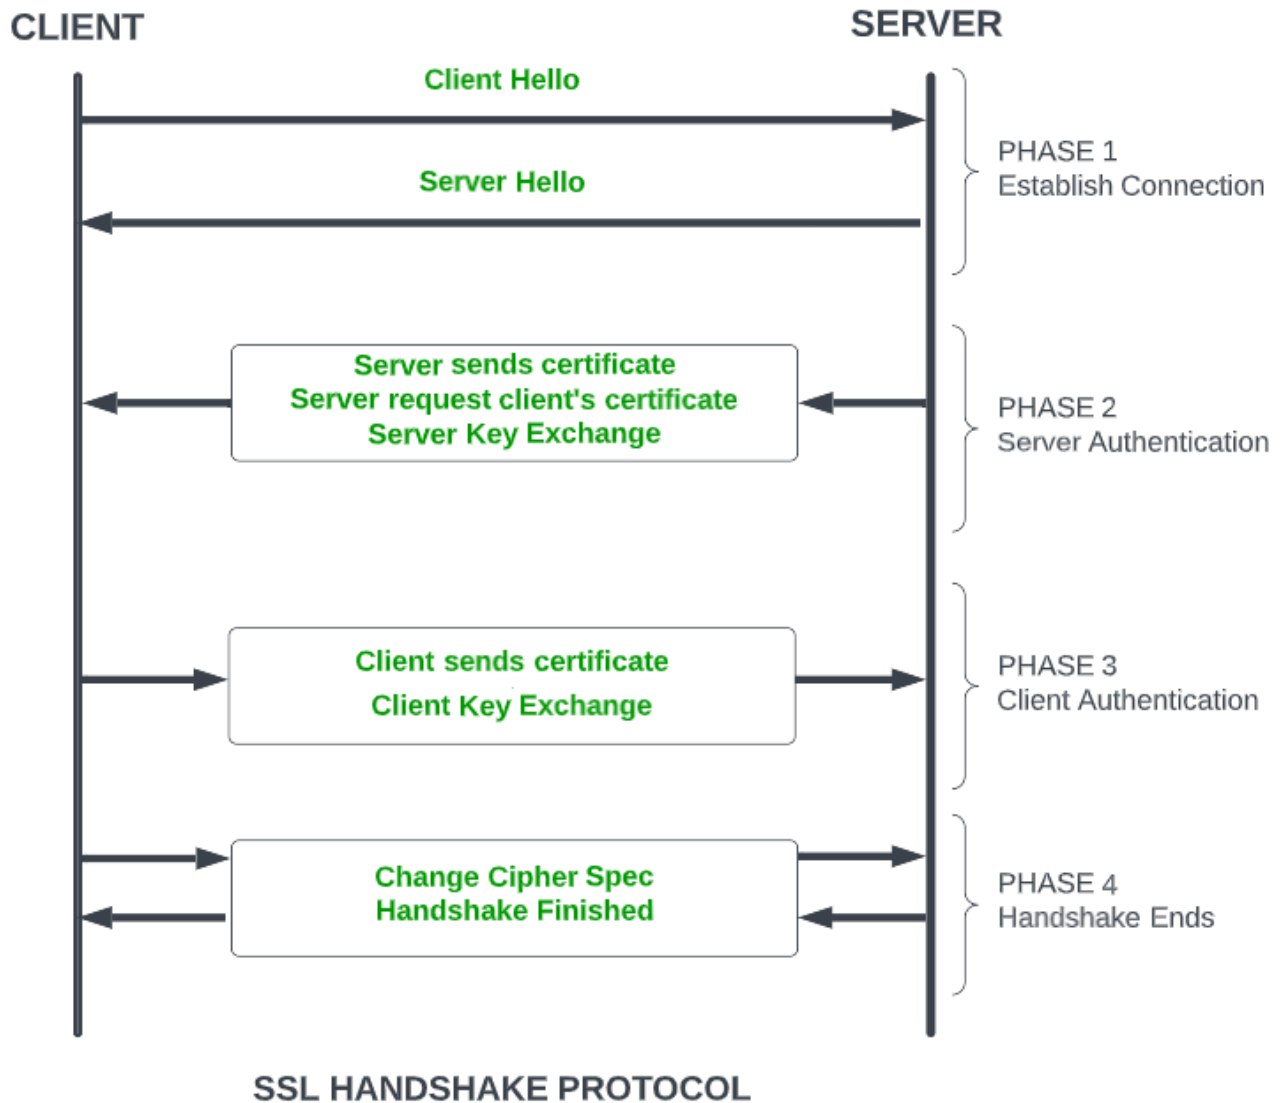 CLIENT
SERVER
Client Hello
Server Hello
PHASE 1
Establish Connection
Server sends certificate
Server request client's certificate
Server Key Exchange
PHASE 2
Server Authentication
Client sends certificate
Client Key Exchange
PHASE 3
Client Authentication
Change Cipher Spec
Handshake Finished
PHASE 4
Handshake Ends
SSL HANDSHAKE PROTOCOL